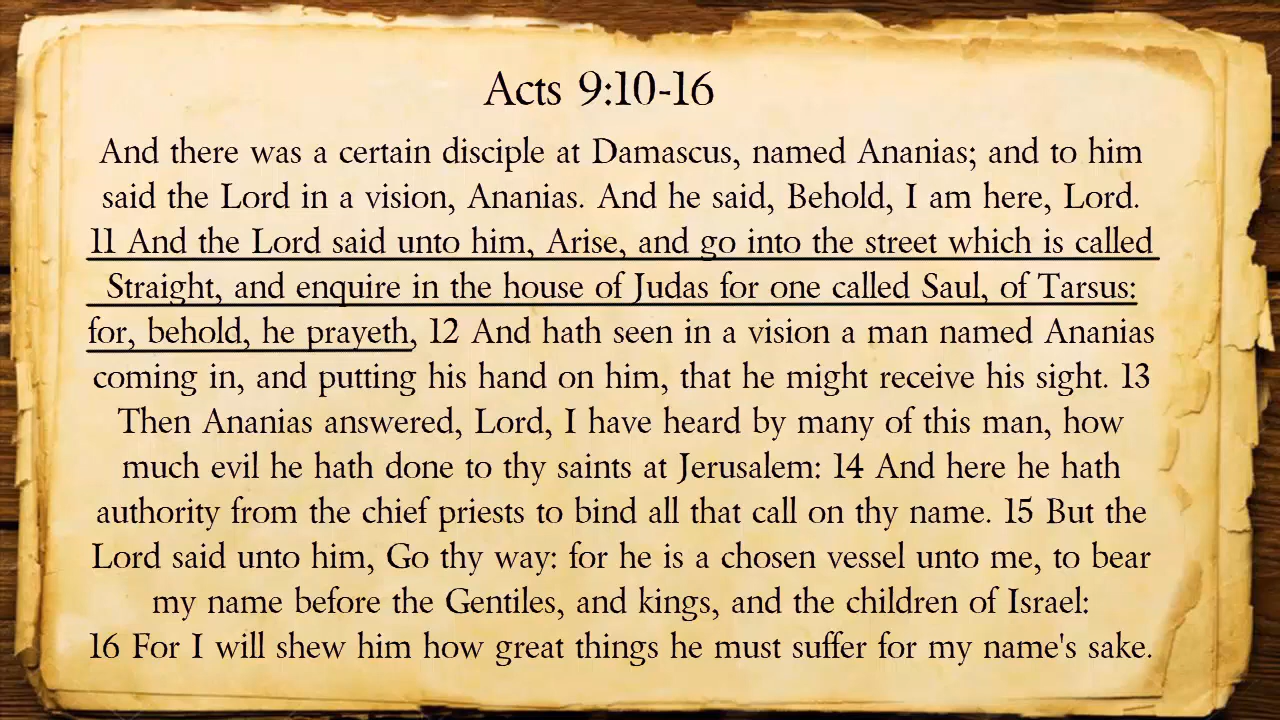 Acts 9:10-16
And there was a certain disciple at Damascus, named Ananias; and to him
said the Lord in a vision, Ananias. And he said, Behold, I am here, Lord.
11 And the Lord said unto him, Arise, and go into the street which is called
Straight, and enquire in the house of Judas for one called Saul, of Tarsus:
for, behold, he prayeth, 12 And hath seen in a vision a man named Ananias
coming in, and putting his hand on him, that he might receive his sight. 13
Then Ananias answered, Lord, I have heard by many of this man, how
much evil he hath done to thy saints at Jerusalem: 14 And here he hath
authority from the chief priests to bind all that call on thy name. 15 But the
Lord said unto him, Go thy way: for he is a chosen vessel unto me, to bear
my name before the Gentiles, and kings, and the children of Israel:
16 For I will shew him how great things he must suffer for my name's sake.